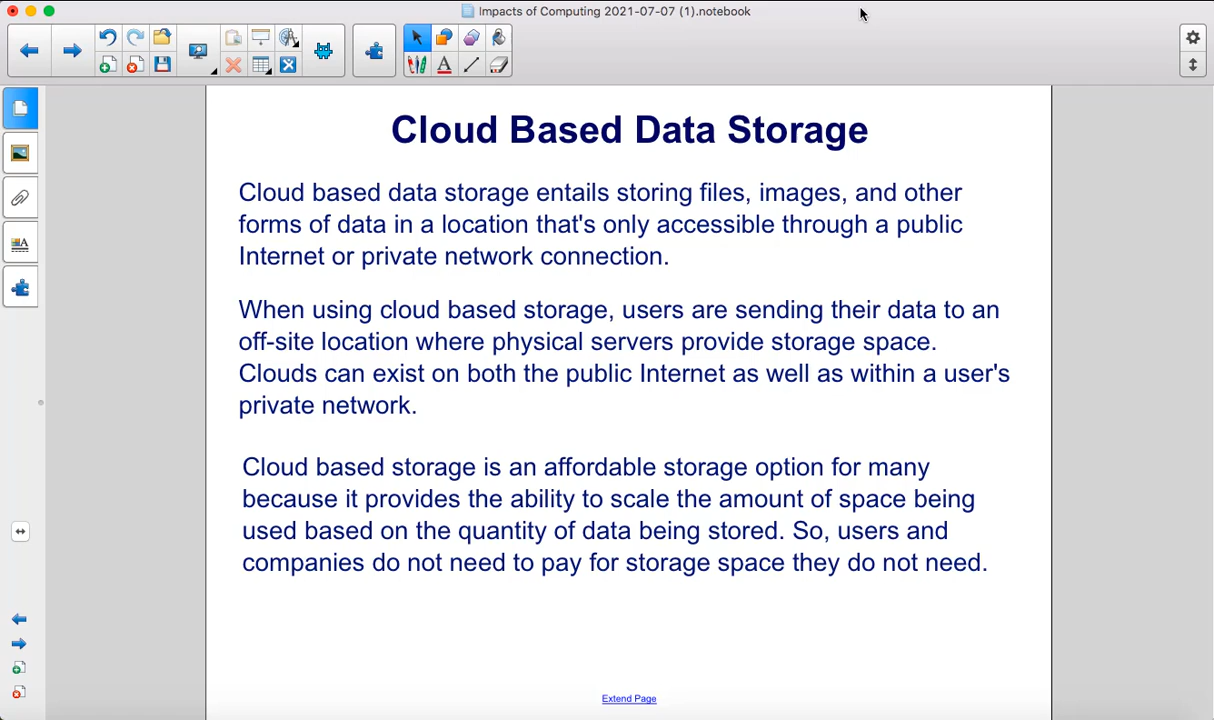 Impacts of Computing 2021-07-07 (1).notebook
Cloud Based Data Storage
Cloud based data storage entails storing files, images, and other
forms of data in a location that's only accessible through a public
Internet or private network connection.
When using cloud based storage, users are sending their data to an
off-site location where physical servers provide storage space.
Clouds can exist on both the public Internet as well as within a user's
private network.
Cloud based storage is an affordable storage option for many
because it provides the ability to scale the amount of space being
used based on the quantity of data being stored. So, users and
companies do not need to pay for storage space they do not need.
Extend Page